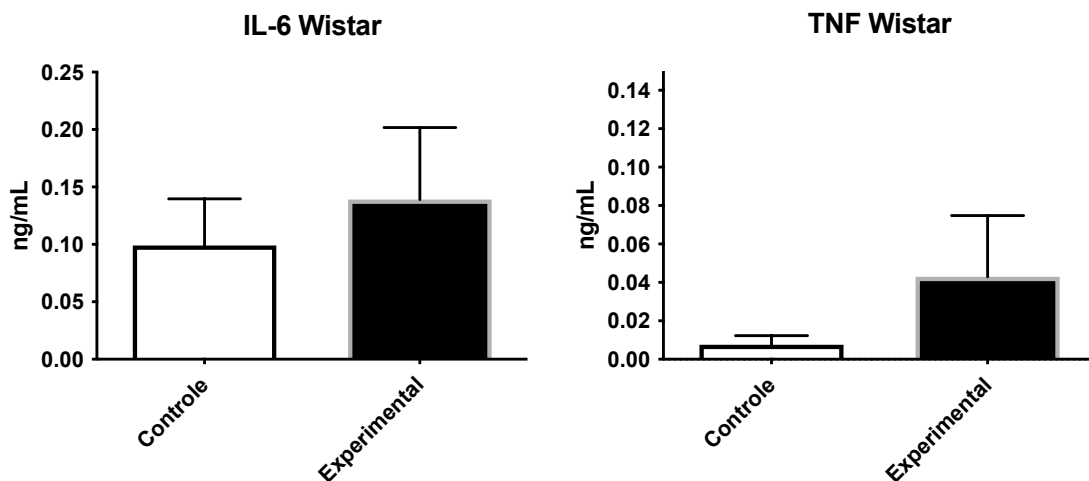 IL-6 Wistar
0.25
0.20
0.15
0.10
0.05
0.00
ng/mL
Controle
Experimental
TNF Wistar
0.14
0.12
0.10
0.08
0.06
0.04
0.02
0.00
ng/mL
Controle
Experimental